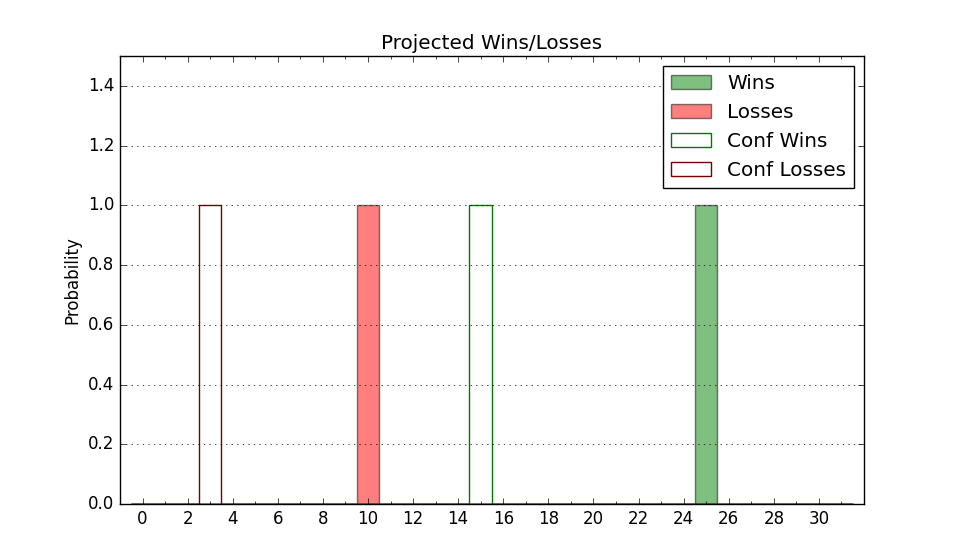 Projected Wins/Losses
Wins
Losses
Conf Wins
Conf Losses
Probability
1.4
1.2
1.0
0.8
0.6
0.4
0.2
0.0
0 2 4 6 8 10 12 14 16 18 20 22 24 26 28 30